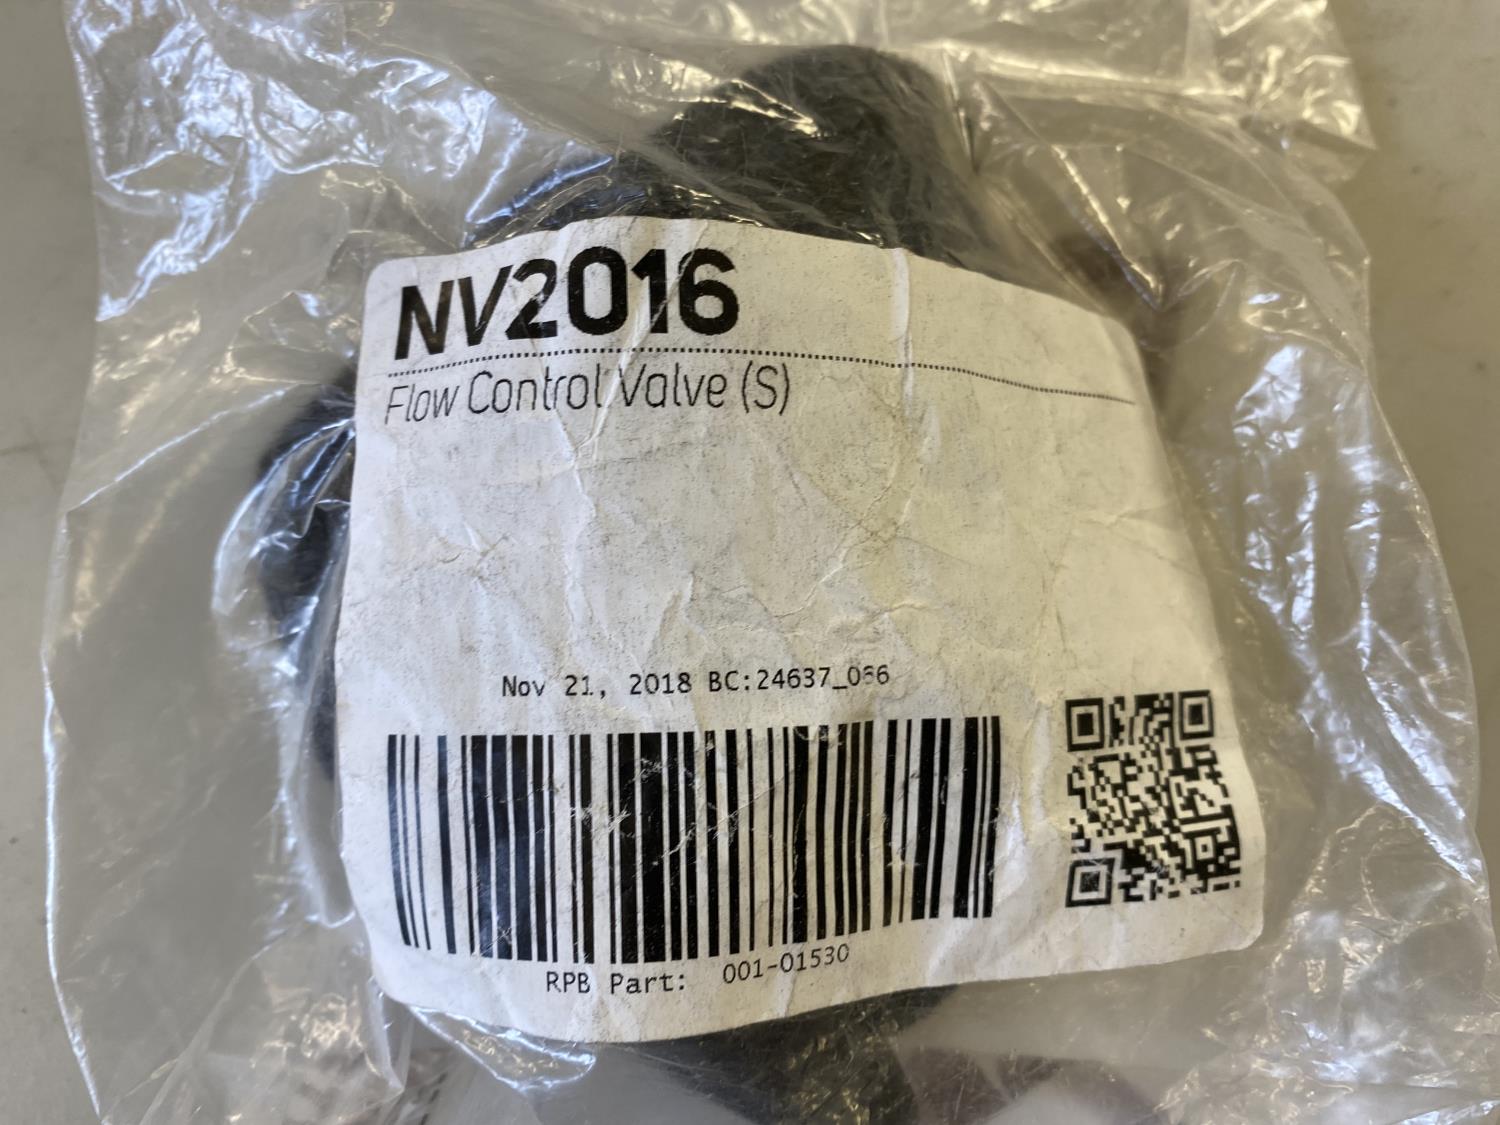 NV2016
Flow Control Valve (S)
Nov 21, 2018 BC:24637_066
RPB Part: 001-01530